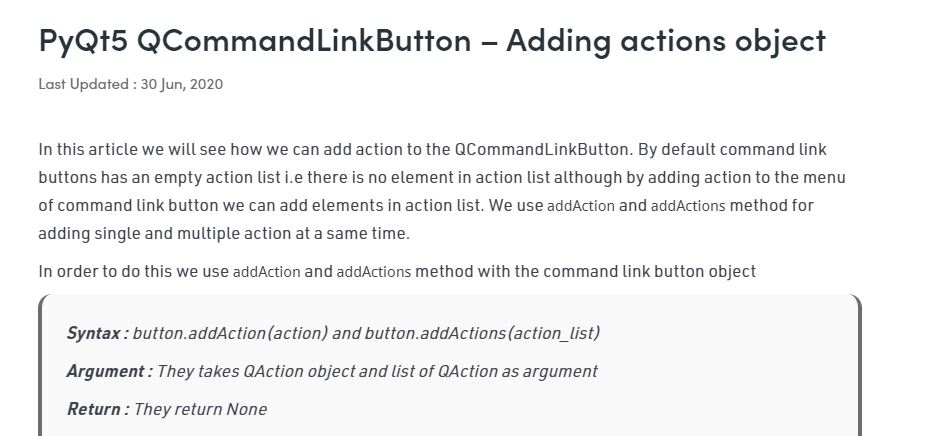 PyQt5 QCommandLinkButton – Adding actions object
Last Updated : 30 Jun, 2020
In this article we will see how we can add action to the QCommandLinkButton. By default command link
buttons has an empty action list i.e there is no element in action list although by adding action to the menu
of command link button we can add elements in action list. We use addAction and addActions method for
adding single and multiple action at a same time.
In order to do this we use addAction and addActions method with the command link button object
Syntax : button.addAction(action) and button.addActions(action_list)
Argument : They takes QAction object and list of QAction as argument
Return : They return None